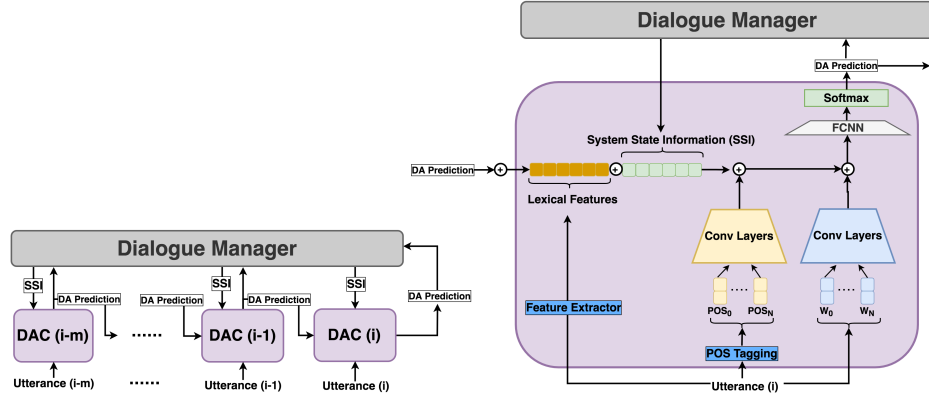 Dialogue Manager
SSI
DA Prediction
SSI
DA Prediction
SSI
DA Prediction
DA Prediction
DAC (i-m)
......
DAC (i-1)
DAC (i)
Utterance (i-m)
......
Utterance (i-1)
Utterance (i)
Dialogue Manager
DA Prediction
Softmax
FCNN
System State Information (SSI)
DA Prediction
+
+
+
+
Lexical Features
Conv Layers
Conv Layers
....
....
POS0
POSN
W0
WN
Feature Extractor
POS Tagging
Utterance (i)